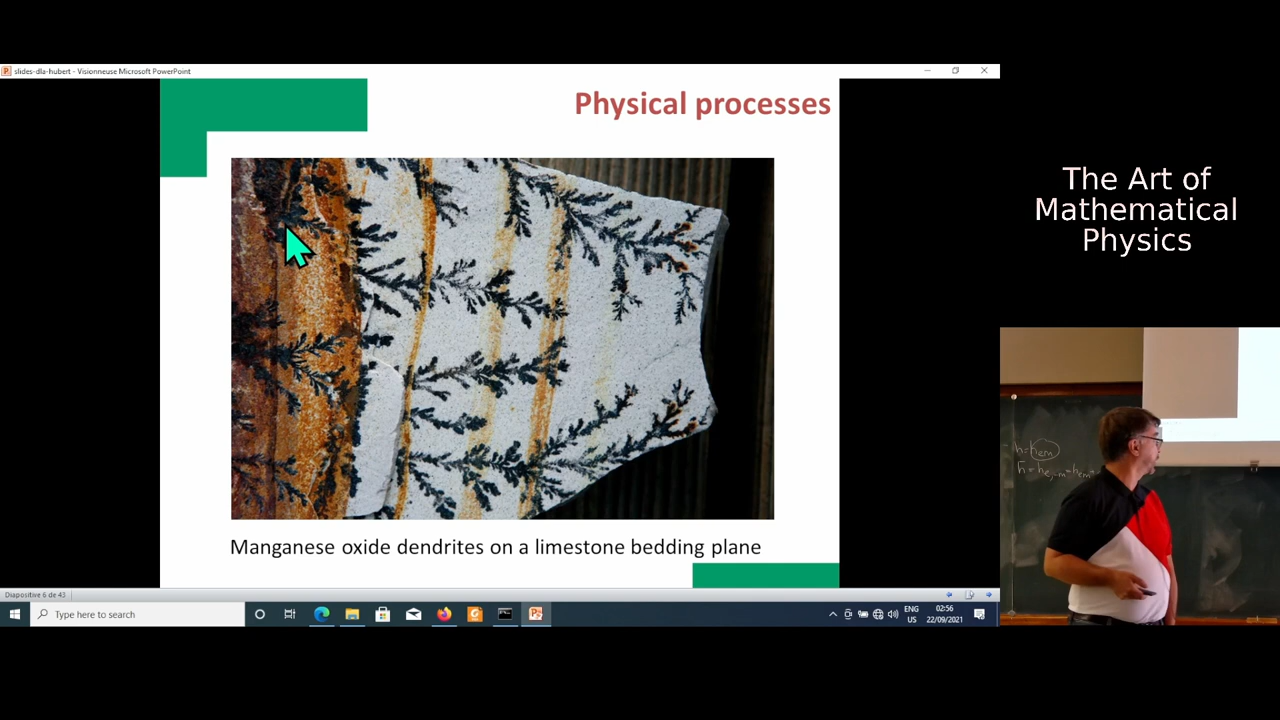 slides-dla-hubert - Visionneuse Microsoft PowerPoint
Physical processes
Manganese oxide dendrites on a limestone bedding plane
Diapositive 6 de 43
Type here to search
ENG
US
02:56
22/09/2021
The Art of
Mathematical
Physics